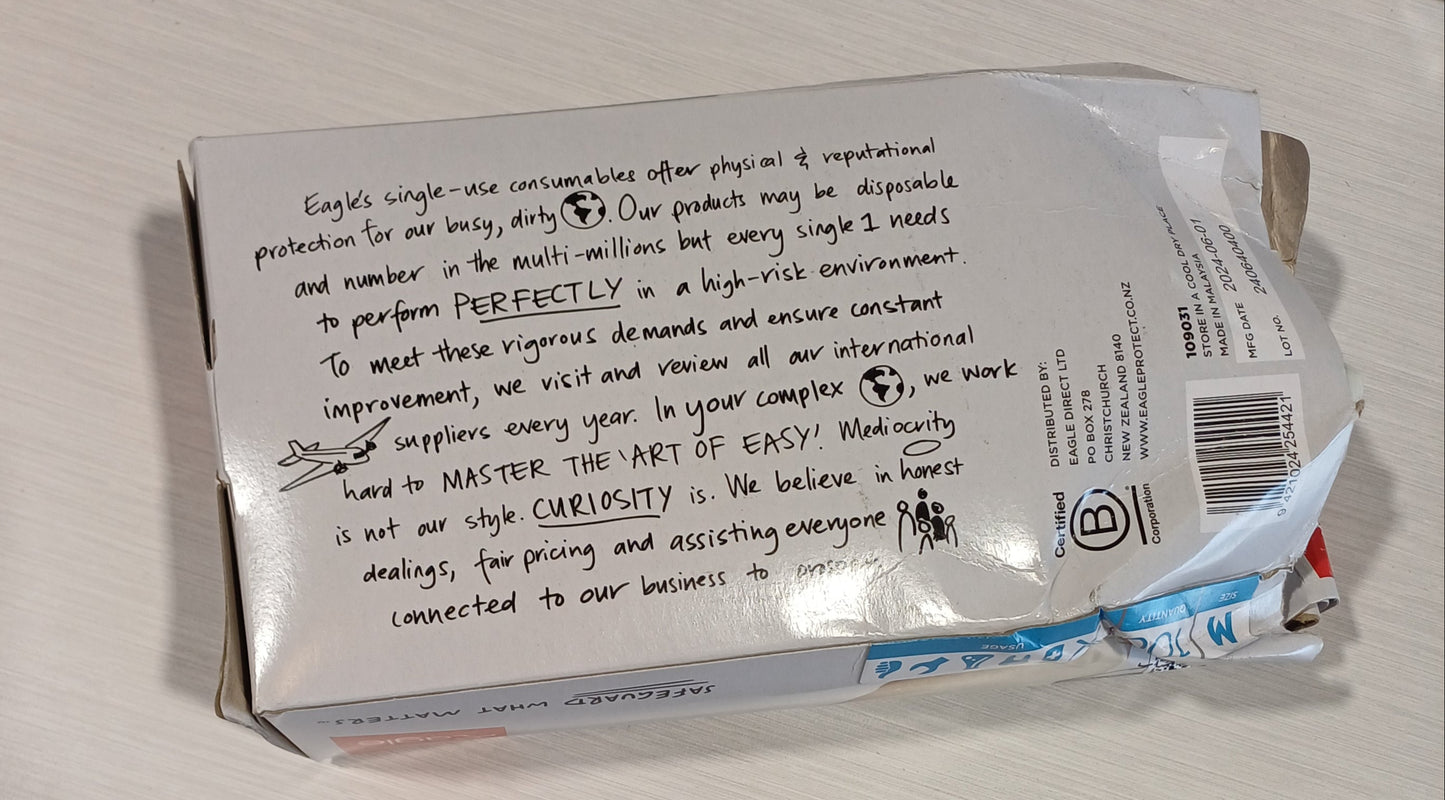 Eagle's single-use consumables offer physical & reputational
protection for our busy, dirty. Our products may be disposable
and number in the multi-millions but every single 1 needs
to perform PERFECTLY in a high-risk environment.
To meet these rigorous demands and ensure constant
improvement, we visit and review all our international
suppliers every year. In your complex, we work
hard to MASTER THE 'ART OF EASY! Mediocrity
is not our style. CURIOSITY is. We believe in honest
dealings, fair pricing and assisting everyone
connected to our business to
DISTRIBUTED BY:
EAGLE DIRECT LTD
PO BOX 278
CHRISTCHURCH
NEW ZEALAND 8140
WWW.EAGLEPROTECT.CO.NZ
Certified
B
Corporation
109031
STORE IN A COOL DRY PLACE
MADE IN MALAYSIA
MFG DATE 2024-06-01
LOT NO. 24064D400
9 421024 254421
SAFEGUARD WHAT MATTERS
USAGE
QUANTITY
SIZE
M